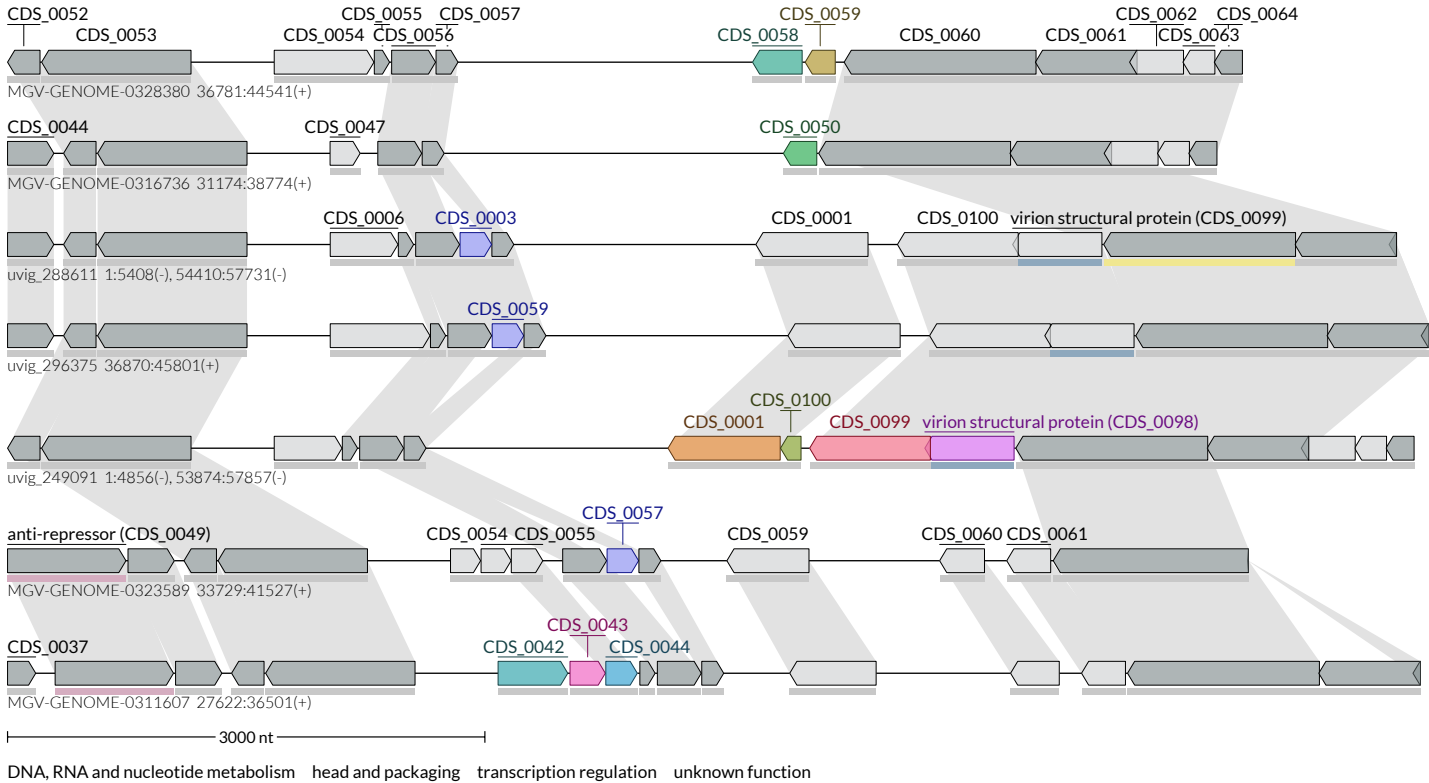 CDS_0052 CDS_0055 CDS_0057 CDS_0059 CDS_0062 CDS_0064
CDS_0053 CDS_0054 CDS_0056 CDS_0058 CDS_0060 CDS_0061 CDS_0063
MGV-GENOME-0328380 36781:44541(+)
CDS_0044 CDS_0047 CDS_0050
MGV-GENOME-0316736 31174:38774(+)
CDS_0006 CDS_0003 CDS_0001 CDS_0100 virion structural protein (CDS_0099)
uvig_288611 1:5408(-), 54410:57731(-)
CDS_0059
uvig_296375 36870:45801(+)
CDS_0100
CDS_0001 CDS_0099 virion structural protein (CDS_0098)
uvig_249091 1:4856(-), 53874:57857(-)
CDS_0057
anti-repressor (CDS_0049) CDS_0054 CDS_0055 CDS_0059 CDS_0060 CDS_0061
MGV-GENOME-0323589 33729:41527(+)
CDS_0043
CDS_0037 CDS_0042 CDS_0044
MGV-GENOME-0311607 27622:36501(+)
3000 nt
DNA, RNA and nucleotide metabolism head and packaging transcription regulation unknown function